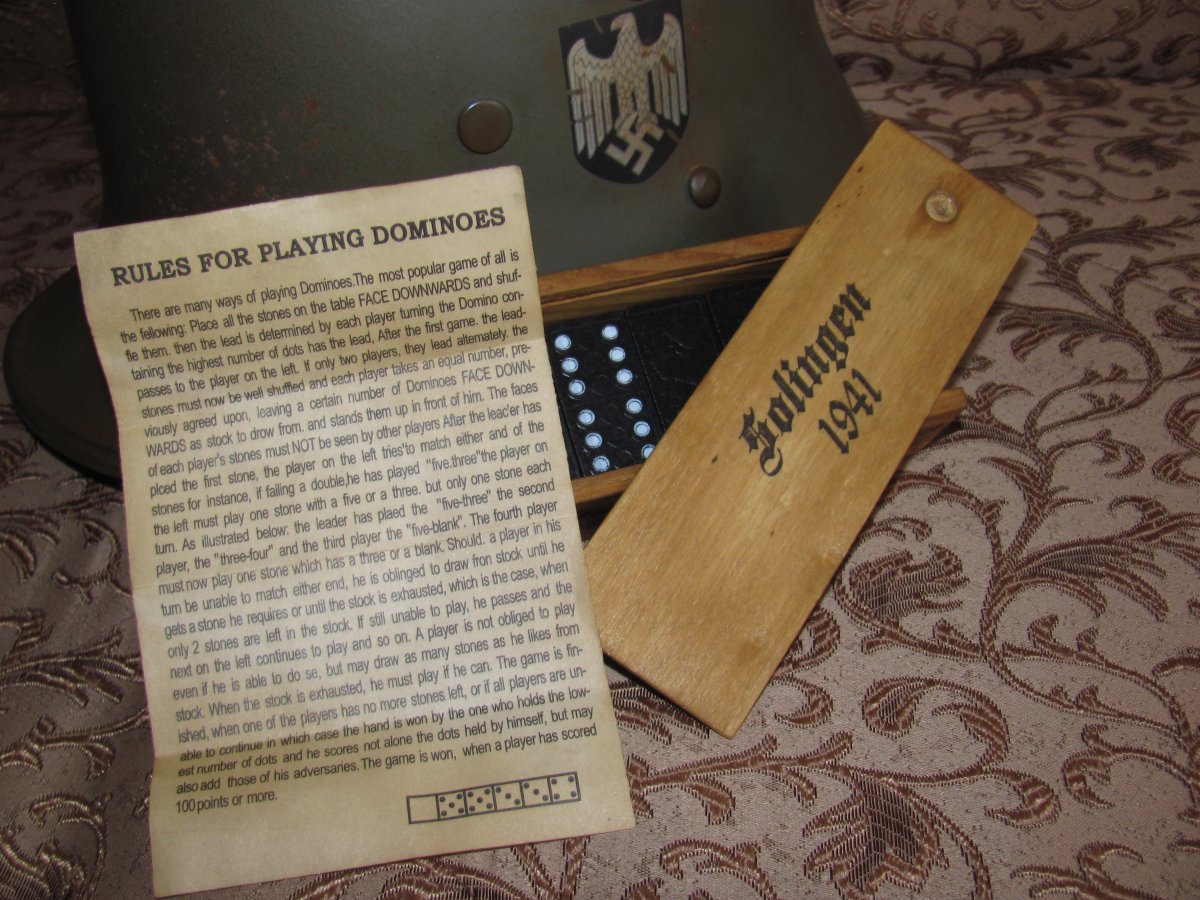 RULES FOR PLAYING DOMINOES
There are many ways of playing Dominoes.The most popular game of all is
the fellowing: Place all the stones on the table FACE DOWNWARDS and shuf-
fle them. then the lead is determined by each player turning the Domino con-
taining the highest number of dots has the lead, After the first game. the lead-
passes to the player on the left. If only two players, they lead alternately. the
stones must now be well shuffled and each player takes an equal number, pre-
viously agreed upon, leaving a certain number of Dominoes FACE DOWN-
WARDS as stock to drow from. and stands them up in front of him. The faces
of each player's stones must NOT be seen by other players After the leac'er has
plced the first stone, the player on the left tries'to match either and of the
stones for instance, if failing a double,he has played "five.three"the player on
the left must play one stone with a five or a three. but only one stone each
turn. As illustrated below: the leader has plaed the "five-three" the second
player, the "three-four" and the third player the "five-blank". The fourth player
must now play one stone which has a three or a blank. Should. a player in his
turn be unable to match either end, he is oblinged to draw fron stock until he
gets a stone he requires or until the stock is exhausted, which is the case, when
only 2 stones are left in the stock. If still unable to play, he passes and the
next on the left continues to play and so on. A player is not obliged to play
even if he is able to do se, but may draw as many stones as he likes from
stock. When the stock is exhausted, he must play if he can. The game is fin-
ished, when one of the players has no more stones left, or if all players are un-
able to continue in which case the hand is won by the one who holds the low-
est number of dots and he scores not alone the dots held by himself, but may
also add those of his adversaries. The game is won, when a player has scored
100 points or more.
Solingen
1941